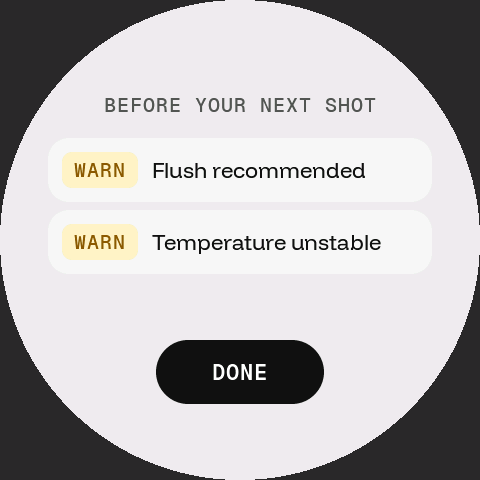 BEFORE YOUR NEXT SHOT
WARN Flush recommended
WARN Temperature unstable
DONE